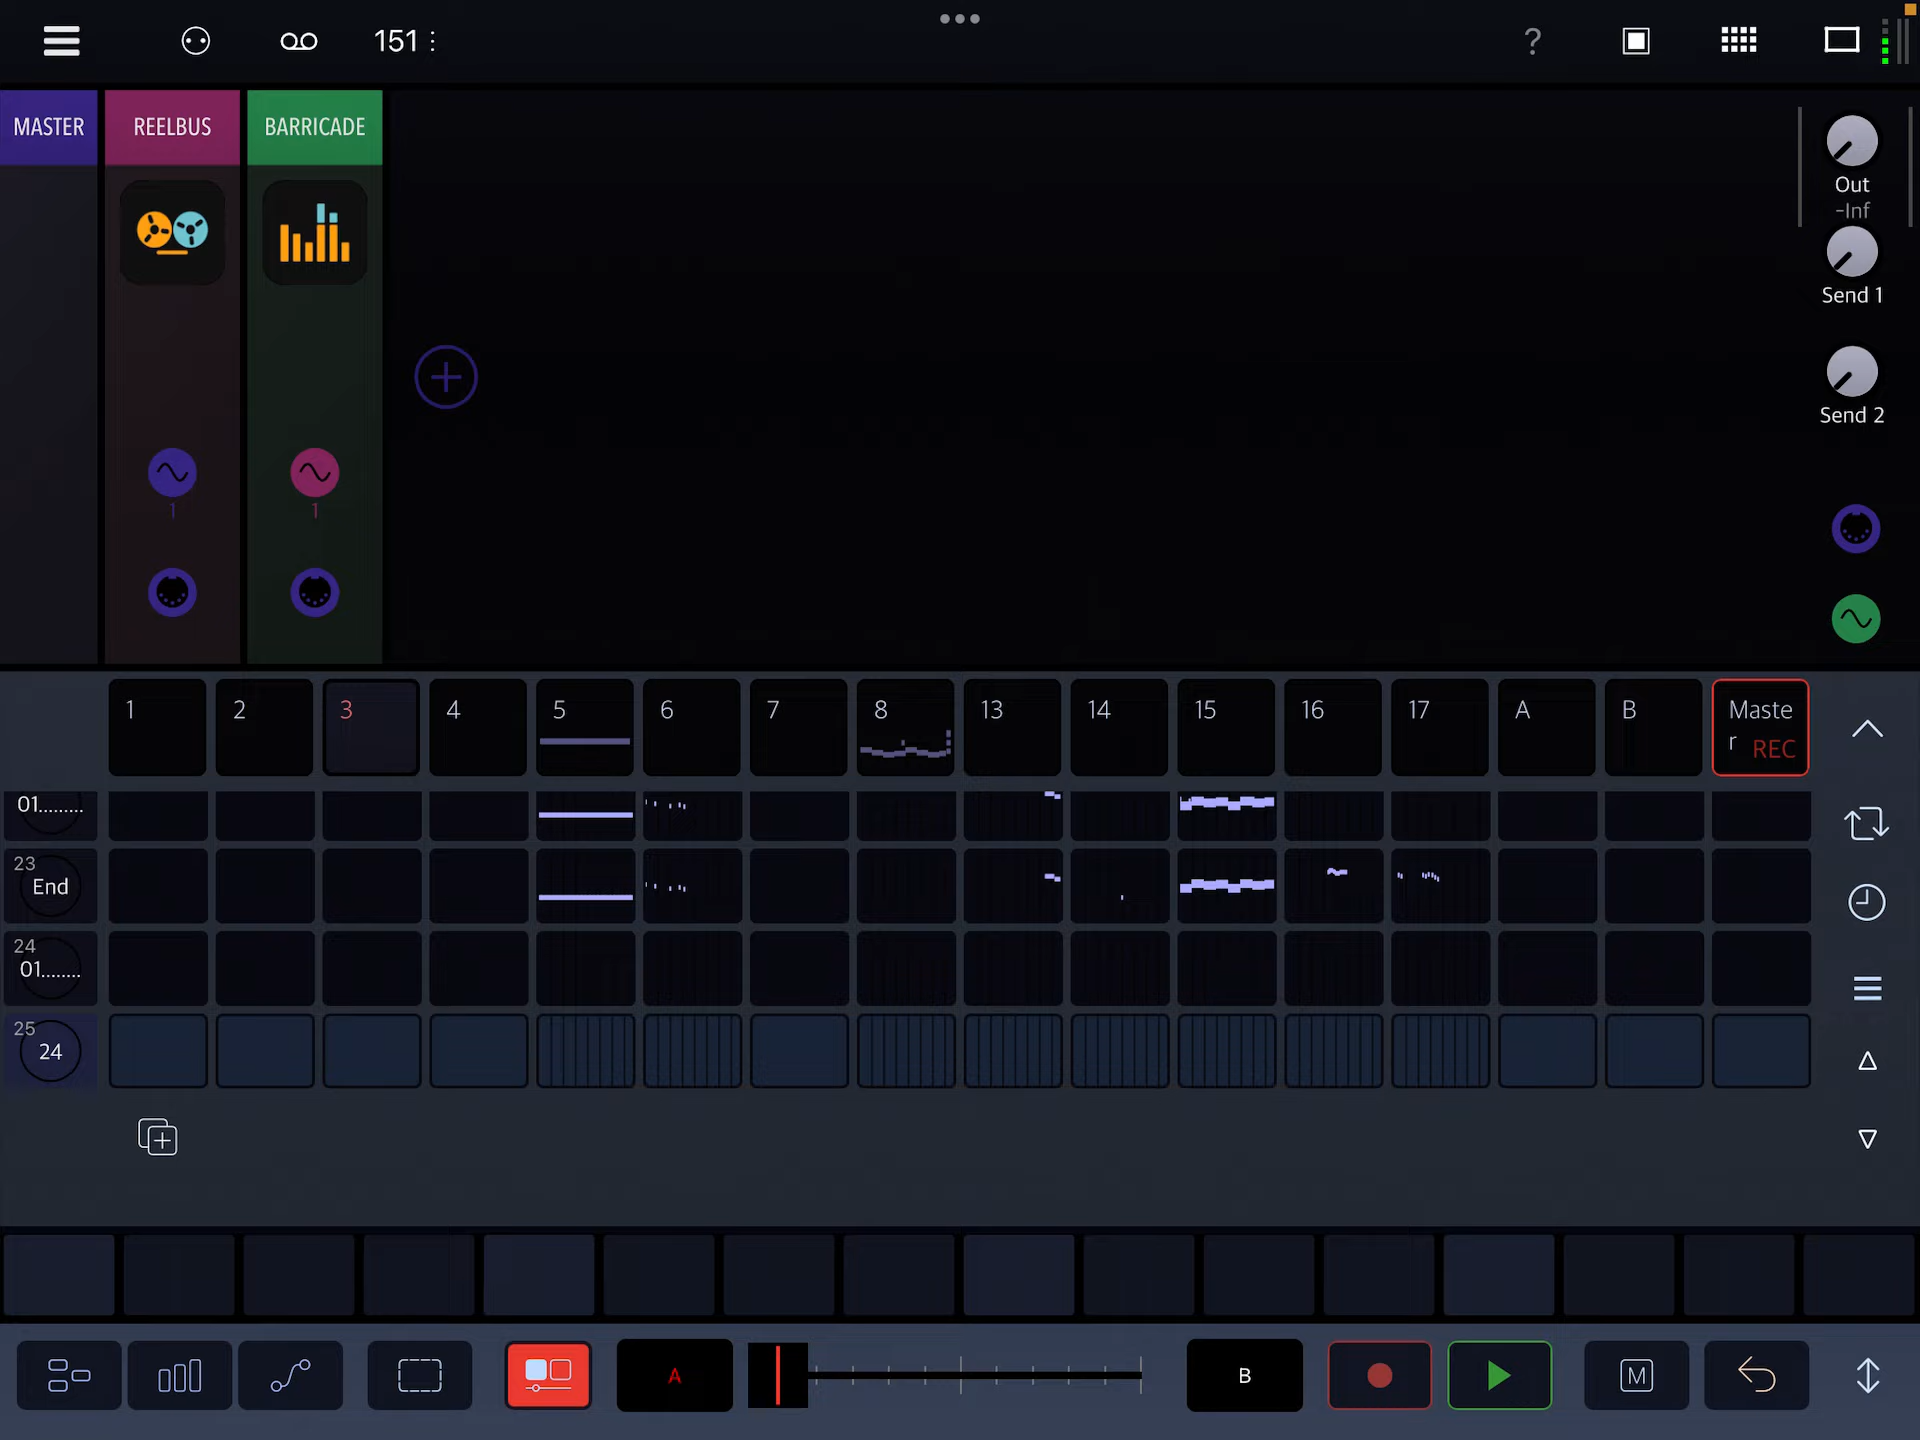 151
?
MASTER
REELBUS
BARRICADE
Out
-Inf
Send 1
Send 2
1
1
1
2
3
4
5
6
7
8
13
14
15
16
17
A
B
Maste
r REC
01.........
23
End
24
01........
25
24
A
B
M